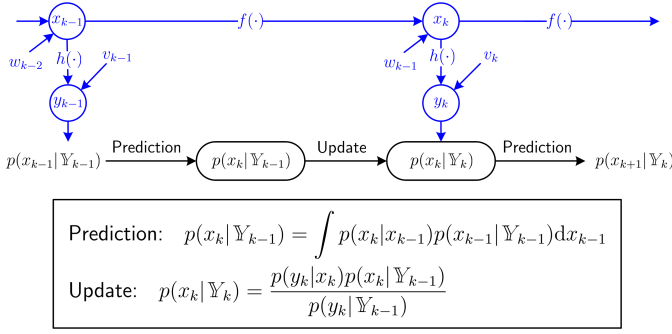 x_{k-1} f(·) x_k f(·)
w_{k-2} h(·) v_{k-1} w_{k-1} h(·) v_k
y_{k-1} y_k
p(x_{k-1}|𝕐_{k-1}) Prediction p(x_k|𝕐_{k-1}) Update p(x_k|𝕐_k) Prediction p(x_{k+1}|𝕐_k)
Prediction: p(x_k|𝕐_{k-1}) = ∫ p(x_k|x_{k-1})p(x_{k-1}|𝕐_{k-1})dx_{k-1}
Update: p(x_k|𝕐_k) = \frac{p(y_k|x_k)p(x_k|𝕐_{k-1})}{p(y_k|𝕐_{k-1})}